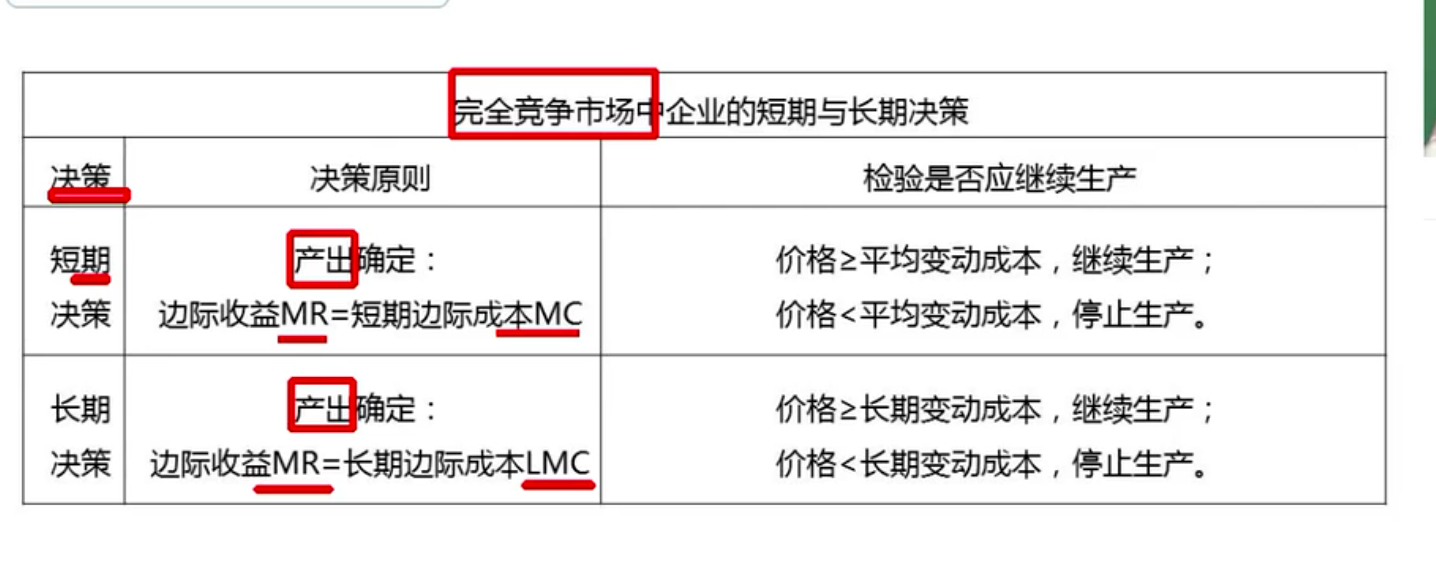 完全竞争市场中企业的短期与长期决策
决策 决策原则 检验是否应继续生产
短期决策
产出确定：
边际收益MR=短期边际成本MC
价格≥平均变动成本，继续生产；
价格<平均变动成本，停止生产。
长期决策
产出确定：
边际收益MR=长期边际成本LMC
价格≥长期变动成本，继续生产；
价格<长期变动成本，停止生产。